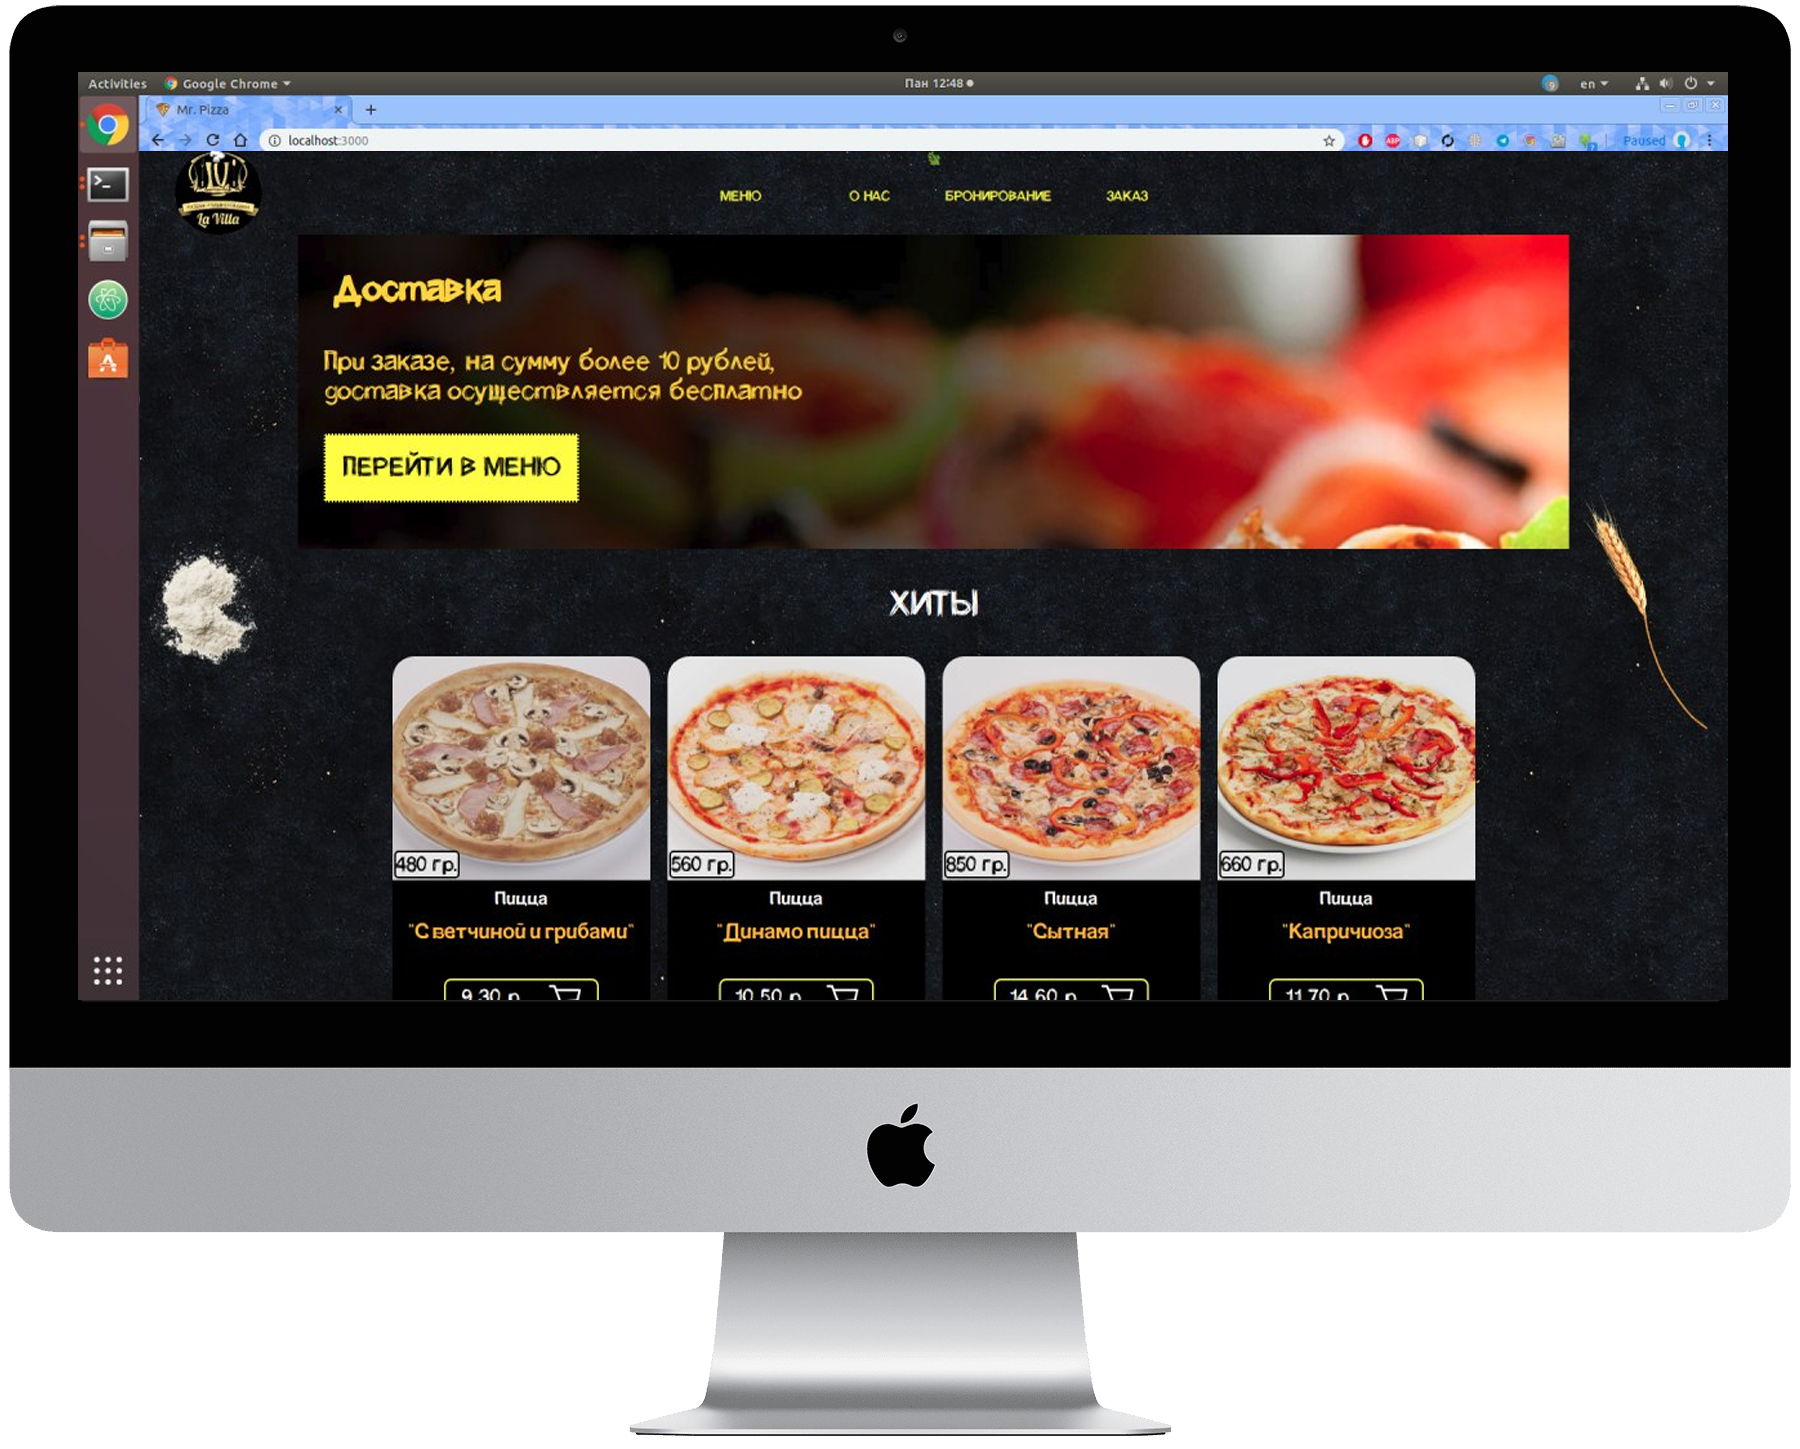 Activities Google Chrome Пан 12:48 en
Mr. Pizza
localhost:3000 ABP Paused
La Villa
МЕНЮ О НАС БРОНИРОВАНИЕ ЗАКАЗ
Доставка
При заказе, на сумму более 10 рублей,
доставка осуществляется бесплатно
ПЕРЕЙТИ В МЕНЮ
ХИТЫ
480 гр. 560 гр. 850 гр. 660 гр.
Пицца Пицца Пицца Пицца
"С ветчиной и грибами" "Динамо пицца" "Сытная" "Капричиоза"
9.30 р. 10.50 р. 14.60 р. 11.70 р.